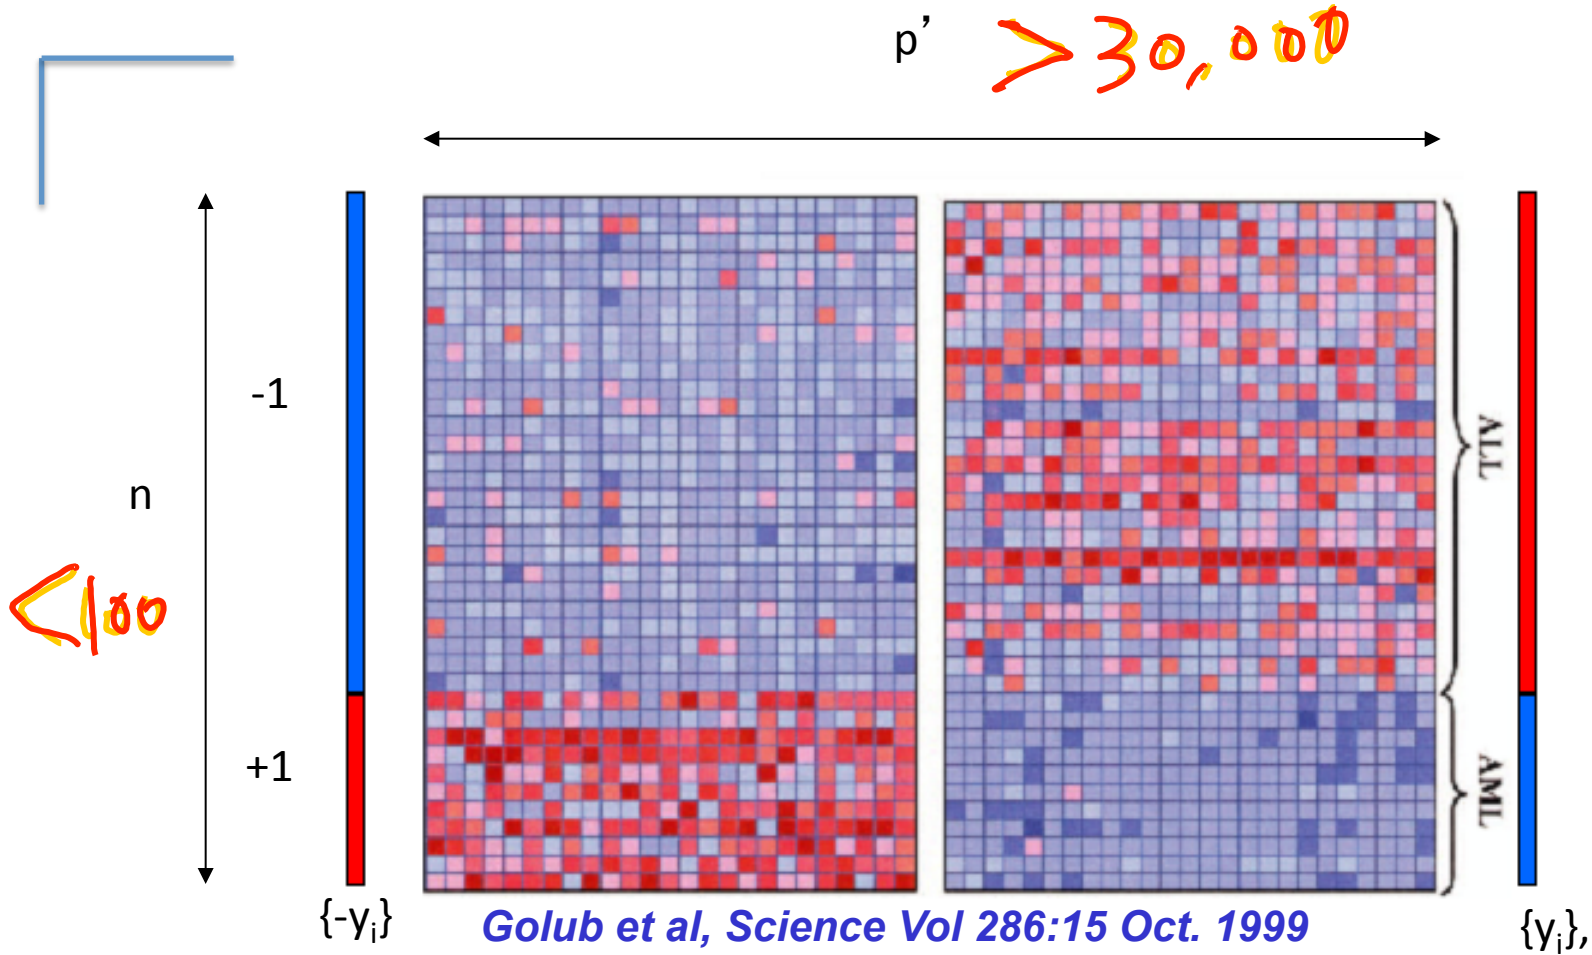 p’ >30,000
-1
ALL
n
<100
+1
AML
{-yi}
Golub et al, Science Vol 286:15 Oct. 1999
{yi},